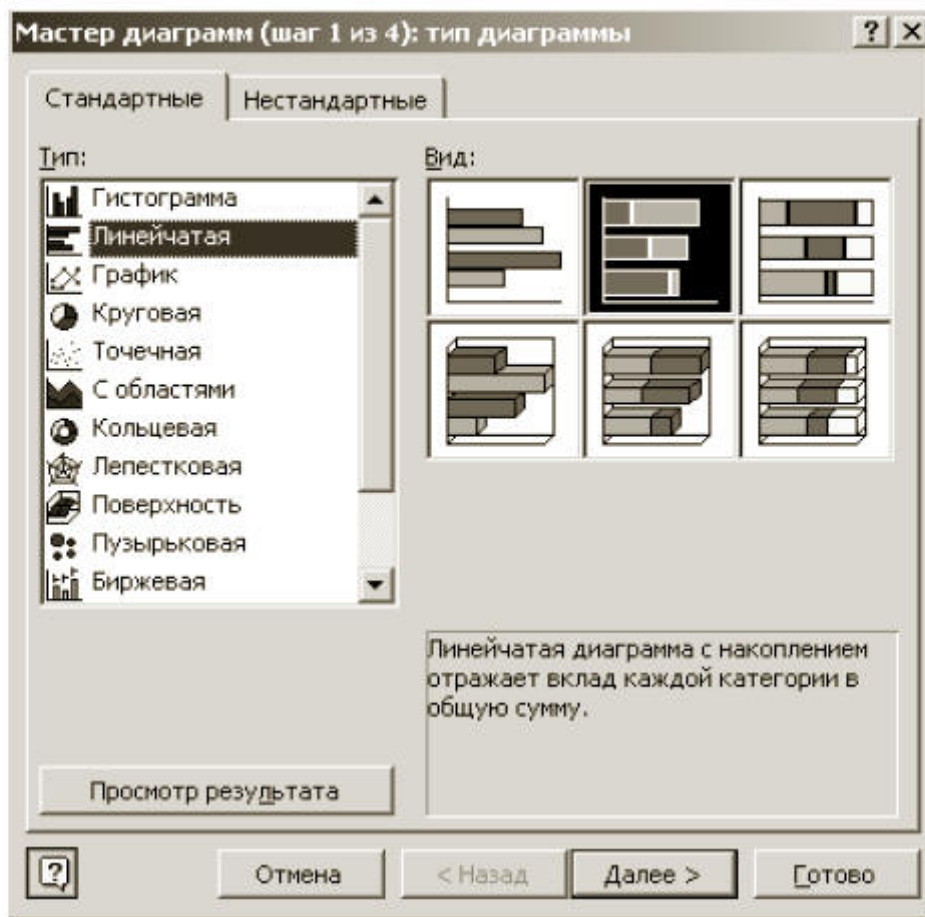 Мастер диаграмм (шаг 1 из 4): тип диаграммы
Стандартные
Нестандартные
Тип:
Гистограмма
Линейчатая
График
Круговая
Точечная
С областями
Кольцевая
Лепестковая
Поверхность
Пузырьковая
Биржевая
Вид:
Линейчатая диаграмма с накоплением
отражает вклад каждой категории в
общую сумму.
Просмотр результата
Отмена
< Назад
Далее >
Готово